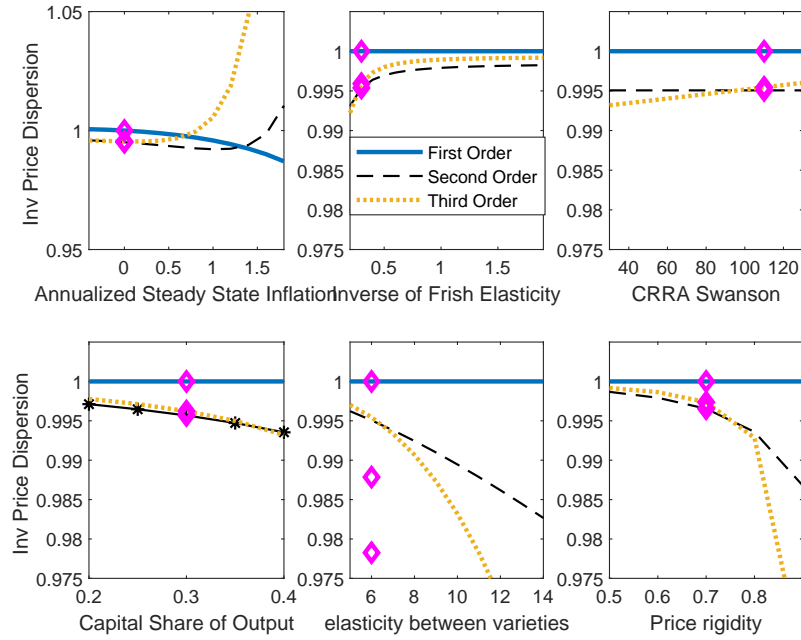 1.05
1
0.95
Inv Price Dispersion
0 0.5 1 1.5
Annualized Steady State Inflation
1
0.995
0.99
0.985
0.98
0.975
First Order
Second Order
Third Order
0.5 1 1.5
Inverse of Frish Elasticity
1
0.995
0.99
0.985
0.98
0.975
40 60 80 100 120
CRRA Swanson
1
0.995
0.99
0.985
0.98
0.975
Inv Price Dispersion
0.2 0.3 0.4
Capital Share of Output
1
0.995
0.99
0.985
0.98
0.975
6 8 10 12 14
elasticity between varieties
1
0.995
0.99
0.985
0.98
0.975
0.5 0.6 0.7 0.8
Price rigidity